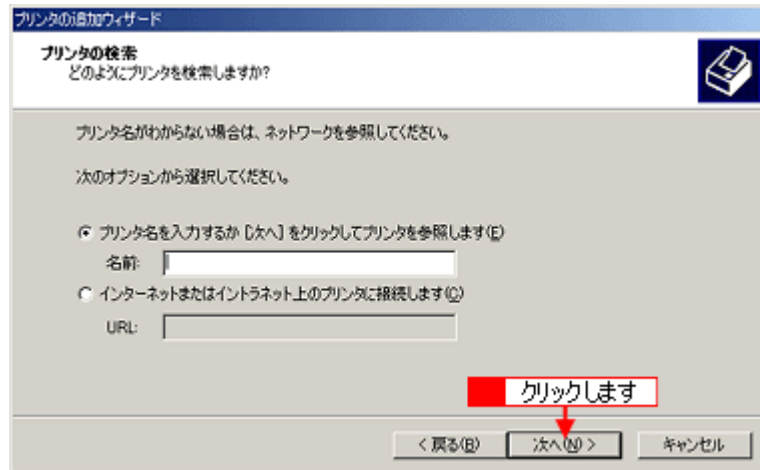 プリンタの追加ウィザード
プリンタの検索
どのようにプリンタを検索しますか?
プリンタ名がわからない場合は、ネットワークを参照してください。
次のオプションから選択してください。
プリンタ名を入力するか [次へ] をクリックしてプリンタを参照します(E)
名前:
インターネットまたはイントラネット上のプリンタに接続します(C)
URL:
クリックします
< 戻る(B) 次へ(N) > キャンセル